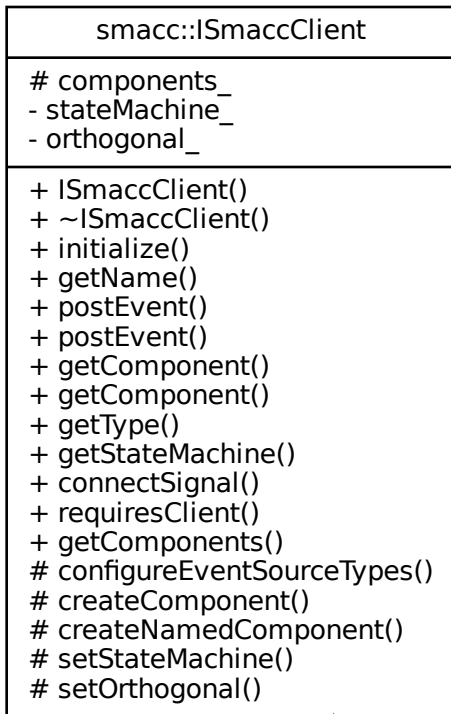 smacc::ISmaccClient
# components_
- stateMachine_
- orthogonal_
+ ISmaccClient()
+ ~ISmaccClient()
+ initialize()
+ getName()
+ postEvent()
+ postEvent()
+ getComponent()
+ getComponent()
+ getType()
+ getStateMachine()
+ connectSignal()
+ requiresClient()
+ getComponents()
# configureEventSourceTypes()
# createComponent()
# createNamedComponent()
# setStateMachine()
# setOrthogonal()